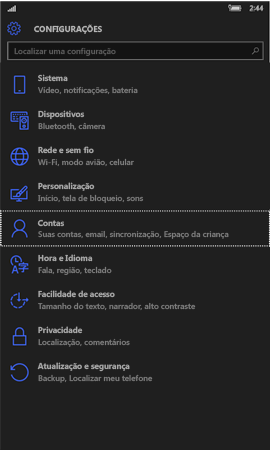 2:44
CONFIGURAÇÕES
Localizar uma configuração
Sistema
Vídeo, notificações, bateria
Dispositivos
Bluetooth, câmera
Rede e sem fio
Wi-Fi, modo avião, celular
Personalização
Início, tela de bloqueio, sons
Contas
Suas contas, email, sincronização, Espaço da criança
Hora e Idioma
Fala, região, teclado
Facilidade de acesso
Tamanho do texto, narrador, alto contraste
Privacidade
Localização, comentários
Atualização e segurança
Backup, Localizar meu telefone